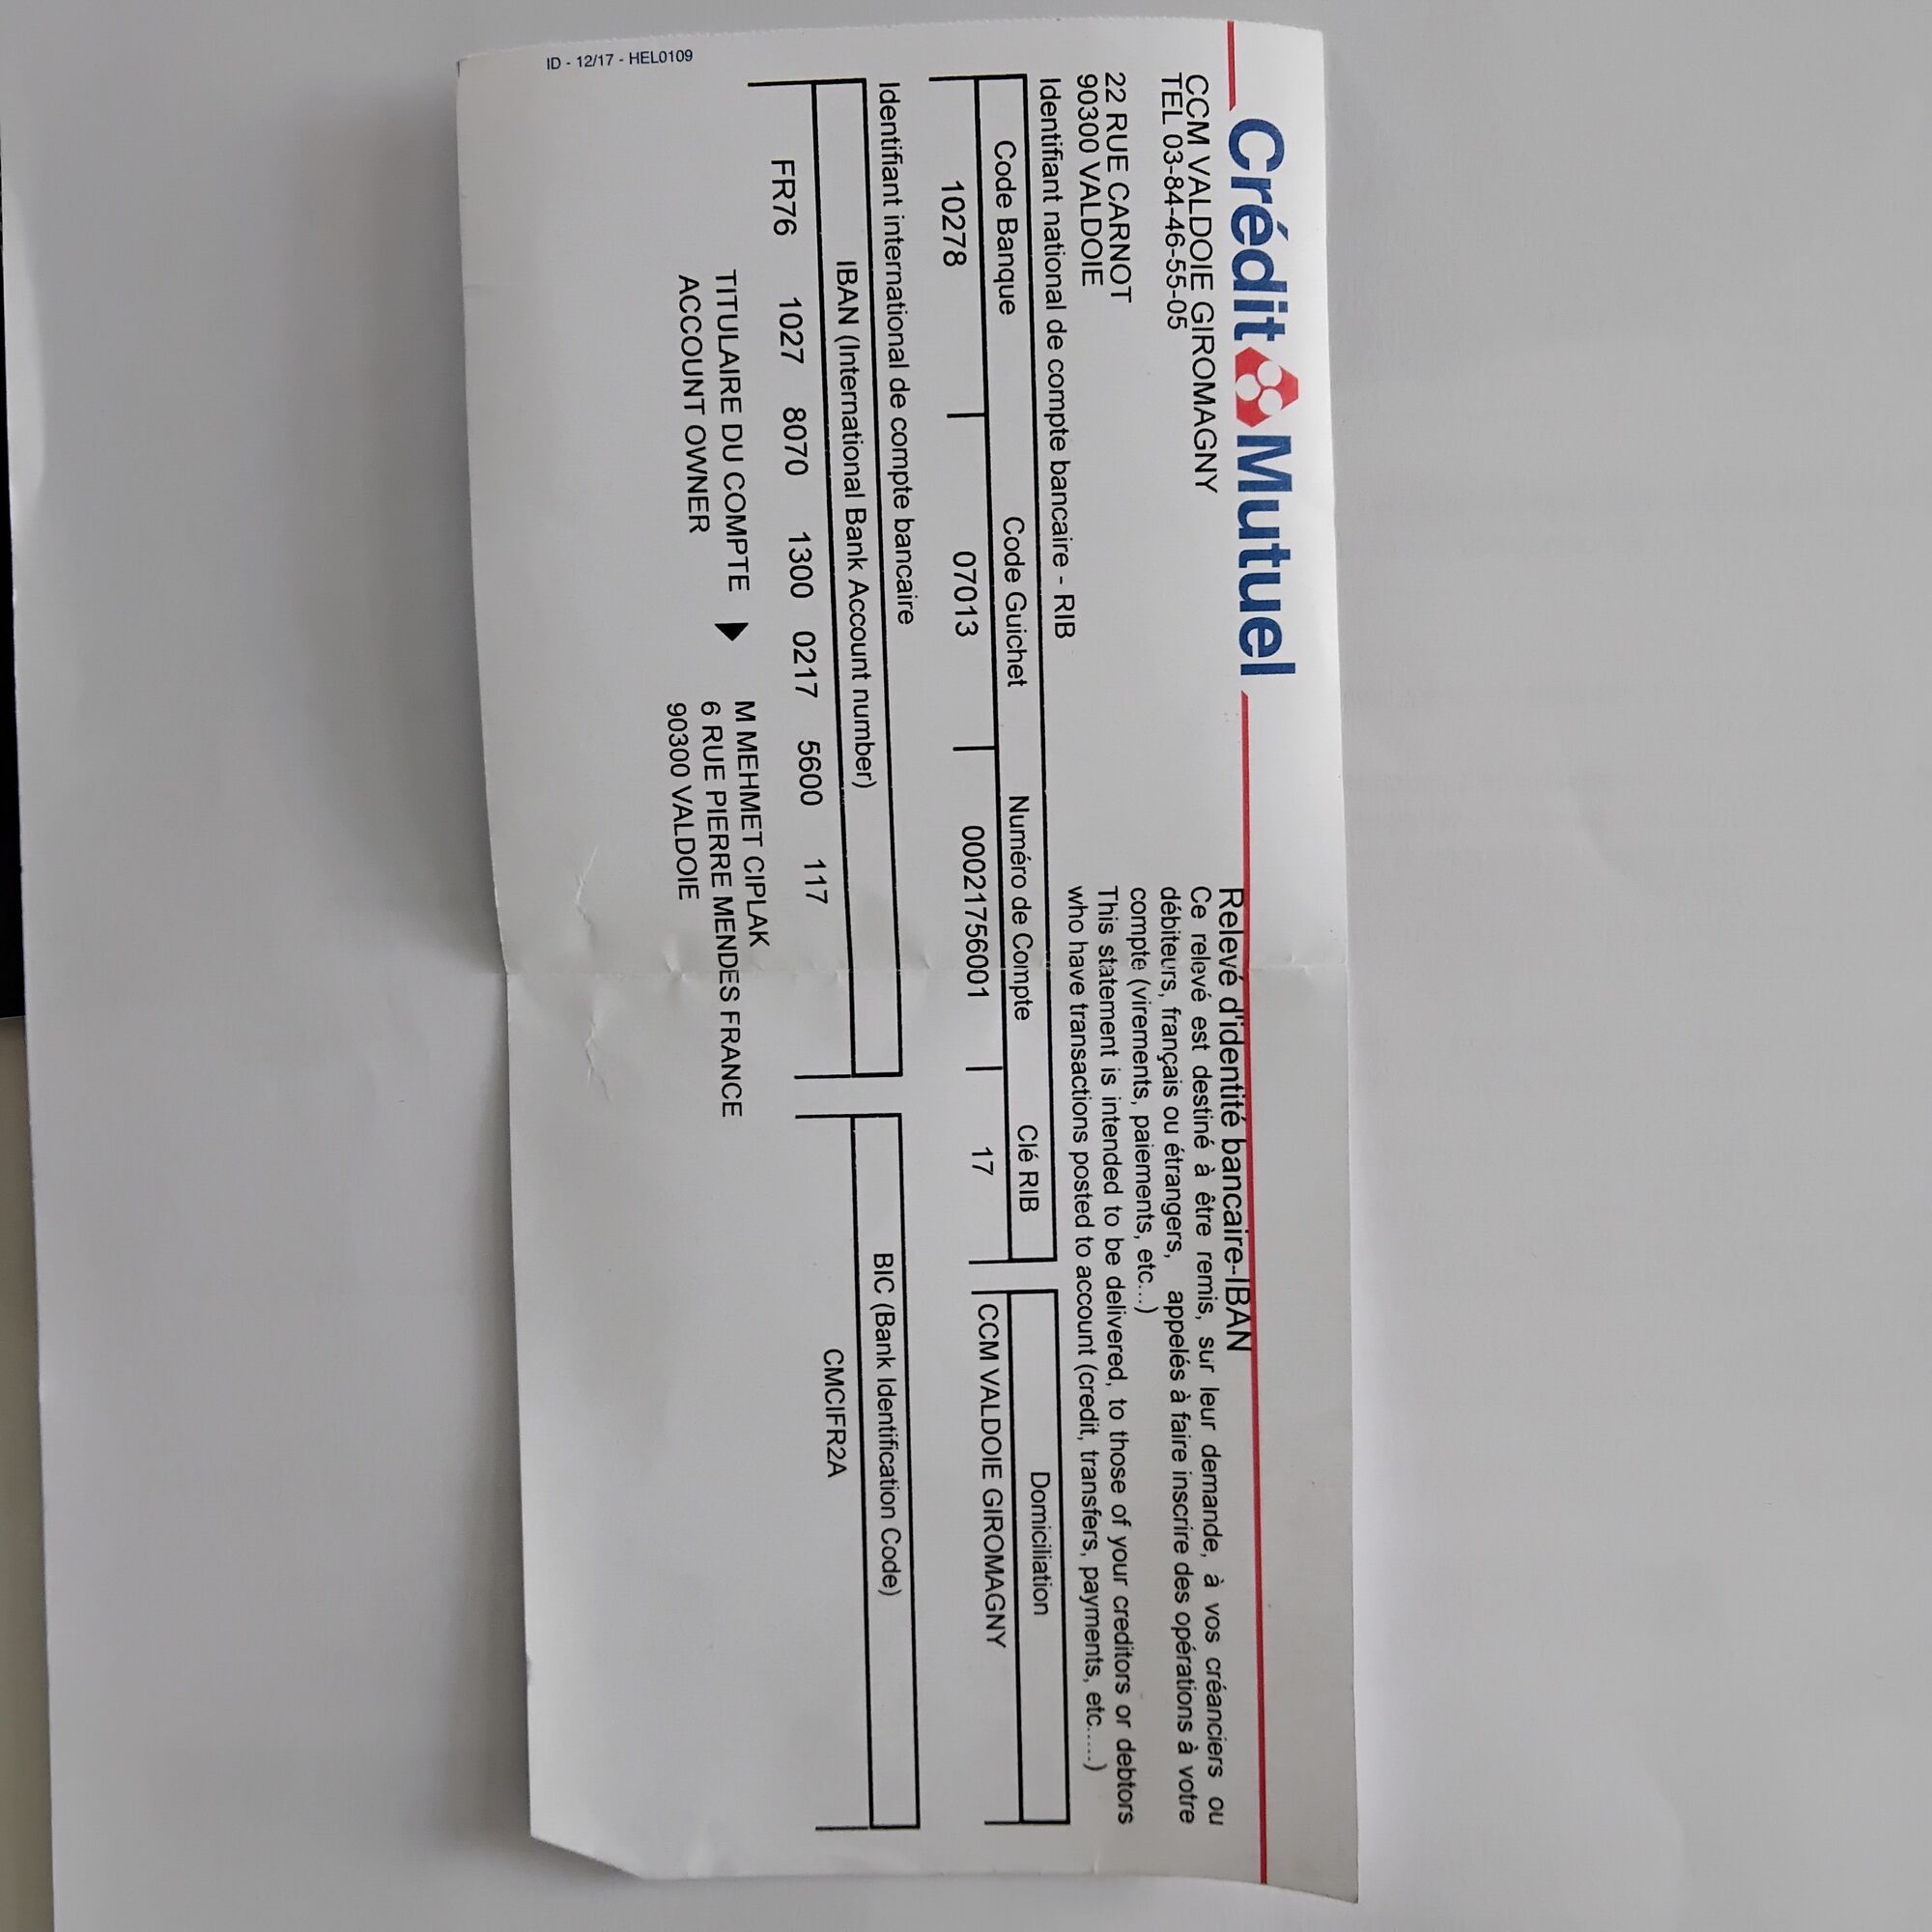 Crédit Mutuel
CCM VALDOIE GIROMAGNY
TEL 03-84-46-55-05
22 RUE CARNOT
90300 VALDOIE
Relevé d'identité bancaire-IBAN
Ce relevé est destiné à être remis, sur leur demande, à vos créanciers ou
débiteurs, français ou étrangers, appelés à faire inscrire des opérations à votre
compte (virements, paiements, etc...)
This statement is intended to be delivered, to those of your creditors or debtors
who have transactions posted to account (credit, transfers, payments, etc.....)
Identifiant national de compte bancaire - RIB
Code Banque Code Guichet Numéro de Compte Clé RIB Domiciliation
10278 07013 00021756001 17 CCM VALDOIE GIROMAGNY
Identifiant international de compte bancaire
IBAN (International Bank Account number) BIC (Bank Identification Code)
FR76 1027 8070 1300 0217 5600 117 CMCIFR2A
TITULAIRE DU COMPTE M MEHMET CIPLAK
ACCOUNT OWNER 6 RUE PIERRE MENDES FRANCE
90300 VALDOIE
ID - 12/17 - HEL0109